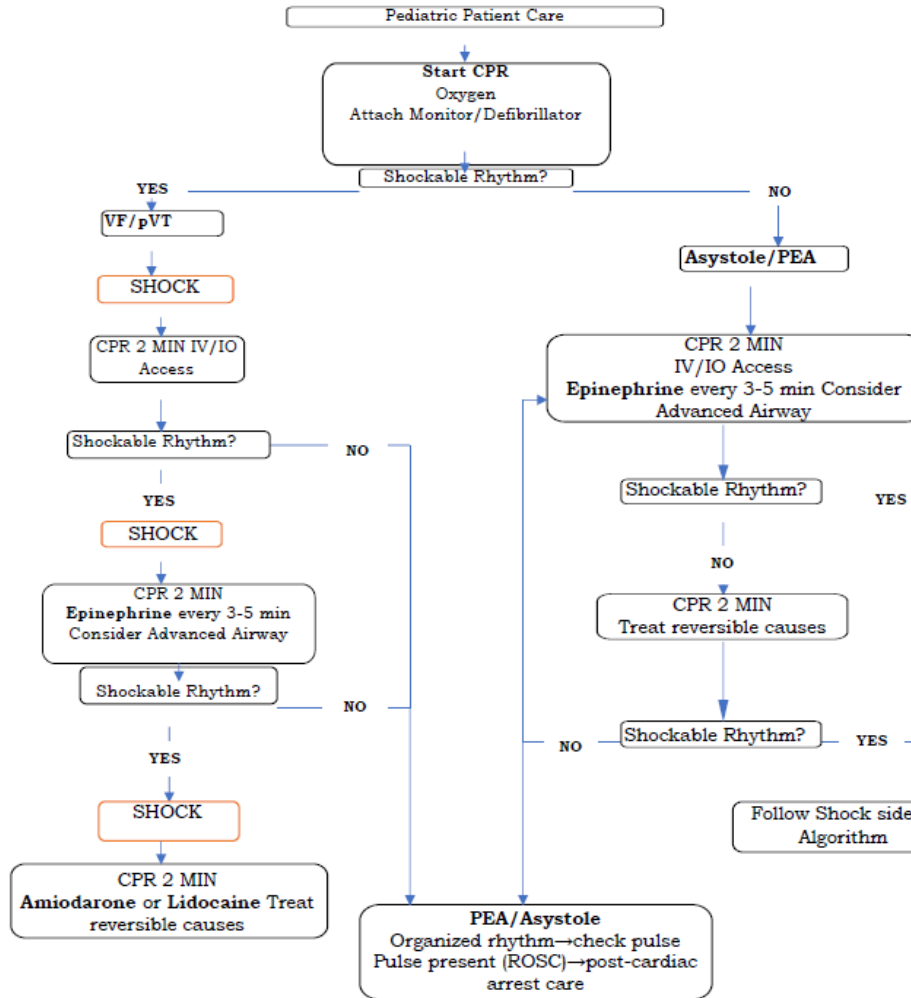 Pediatric Patient Care
Start CPR
Oxygen
Attach Monitor/Defibrillator
Shockable Rhythm?
YES
NO
VF/pVT
SHOCK
CPR 2 MIN IV/IO
Access
Shockable Rhythm?
NO
YES
SHOCK
CPR 2 MIN
Epinephrine every 3-5 min
Consider Advanced Airway
Shockable Rhythm?
NO
YES
SHOCK
CPR 2 MIN
Amiodarone or Lidocaine Treat
reversible causes
Asystole/PEA
CPR 2 MIN
IV/IO Access
Epinephrine every 3-5 min Consider
Advanced Airway
Shockable Rhythm?
YES
NO
CPR 2 MIN
Treat reversible causes
Shockable Rhythm?
NO
YES
Follow Shock side
Algorithm
PEA/Asystole
Organized rhythm→check pulse
Pulse present (ROSC)→post-cardiac
arrest care